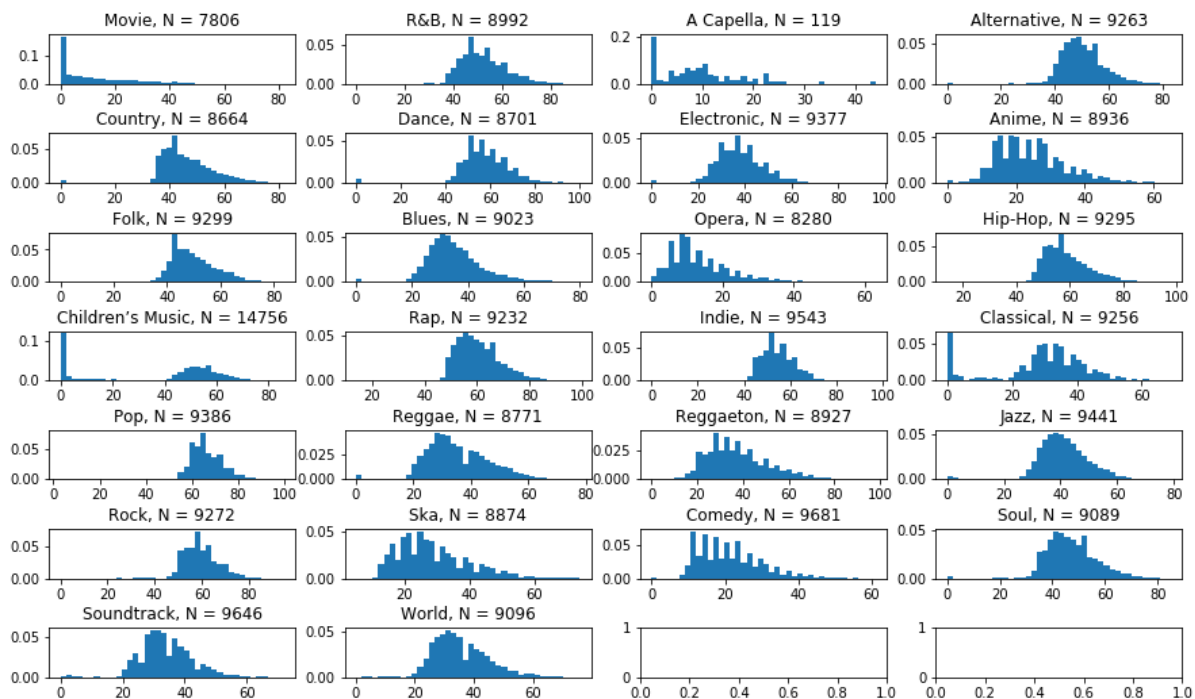 Movie, N = 7806
R&B, N = 8992
A Capella, N = 119
Alternative, N = 9263
0.1
0.0
0 20 40 60 80
0.05
0.00
0 20 40 60 80
0.2
0.0
0 10 20 30 40
0.05
0.00
0 20 40 60 80
Country, N = 8664
Dance, N = 8701
Electronic, N = 9377
Anime, N = 8936
0.05
0.00
0 20 40 60 80
0.05
0.00
0 20 40 60 80 100
0.05
0.00
0 20 40 60 80 100
0.05
0.00
0 20 40 60
Folk, N = 9299
Blues, N = 9023
Opera, N = 8280
Hip-Hop, N = 9295
0.05
0.00
0 20 40 60 80
0.05
0.00
0 20 40 60 80
0.05
0.00
0 20 40 60
0.05
0.00
20 40 60 80 100
Children’s Music, N = 14756
Rap, N = 9232
Indie, N = 9543
Classical, N = 9256
0.1
0.0
0 20 40 60 80
0.05
0.00
20 40 60 80 100
0.05
0.00
0 20 40 60 80 100
0.05
0.00
0 20 40 60
Pop, N = 9386
Reggae, N = 8771
Reggaeton, N = 8927
Jazz, N = 9441
0.05
0.00
0 20 40 60 80 100
0.025
0.000
0 20 40 60 80
0.025
0.000
0 20 40 60 80 100
0.05
0.00
0 20 40 60 80
Rock, N = 9272
Ska, N = 8874
Comedy, N = 9681
Soul, N = 9089
0.05
0.00
0 20 40 60 80
0.05
0.00
0 20 40 60
0.05
0.00
0 20 40 60
0.05
0.00
0 20 40 60 80
Soundtrack, N = 9646
World, N = 9096
0.05
0.00
0 20 40 60
0.05
0.00
0 20 40 60 80
1
0
0.0 0.2 0.4 0.6 0.8 1.0
1
0
0.0 0.2 0.4 0.6 0.8 1.0